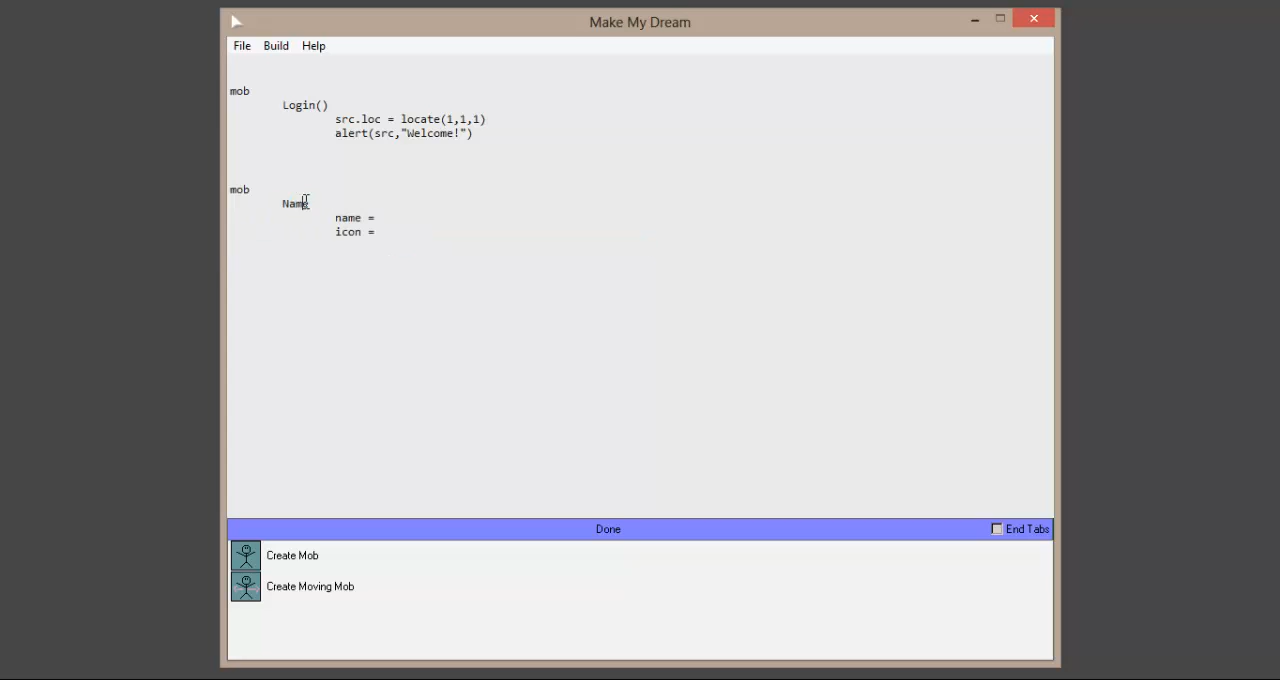 Make My Dream
File Build Help
mob
Login()
src.loc = locate(1,1,1)
alert(src,"Welcome!")
mob
Name
name =
icon =
Done
End Tabs
Create Mob
Create Moving Mob